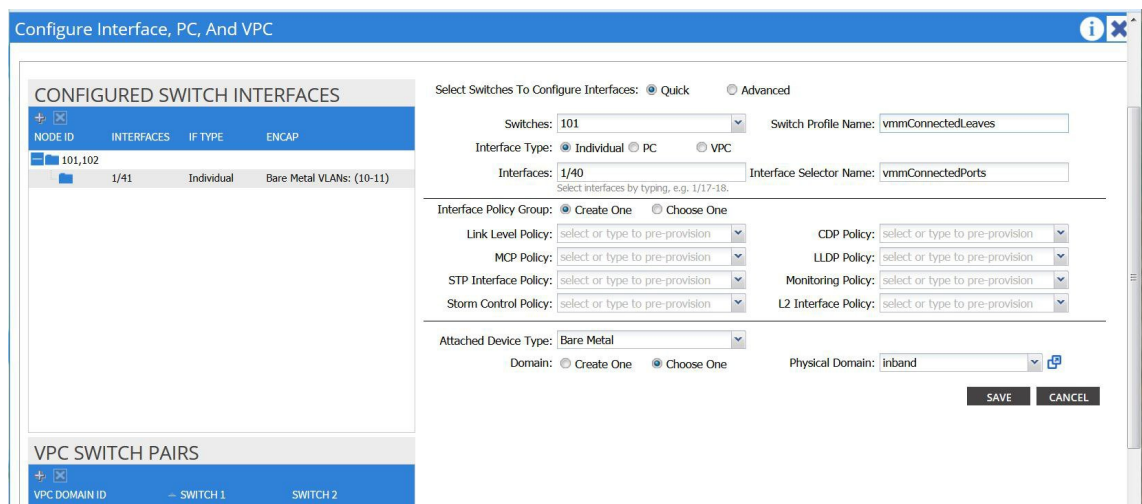 Configure Interface, PC, And VPC
CONFIGURED SWITCH INTERFACES
NODE ID INTERFACES IF TYPE ENCAP
101,102
1/41 Individual Bare Metal VLANs: (10-11)
VPC SWITCH PAIRS
VPC DOMAIN ID SWITCH 1 SWITCH 2
Select Switches To Configure Interfaces: Quick Advanced
Switches: 101 Switch Profile Name: vmmConnectedLeaves
Interface Type: Individual PC VPC
Interfaces: 1/40 Interface Selector Name: vmmConnectedPorts
Select interfaces by typing, e.g. 1/17-18.
Interface Policy Group: Create One Choose One
Link Level Policy: select or type to pre-provision CDP Policy: select or type to pre-provision
MCP Policy: select or type to pre-provision LLDP Policy: select or type to pre-provision
STP Interface Policy: select or type to pre-provision Monitoring Policy: select or type to pre-provision
Storm Control Policy: select or type to pre-provision L2 Interface Policy: select or type to pre-provision
Attached Device Type: Bare Metal
Domain: Create One Choose One Physical Domain: inband
SAVE CANCEL